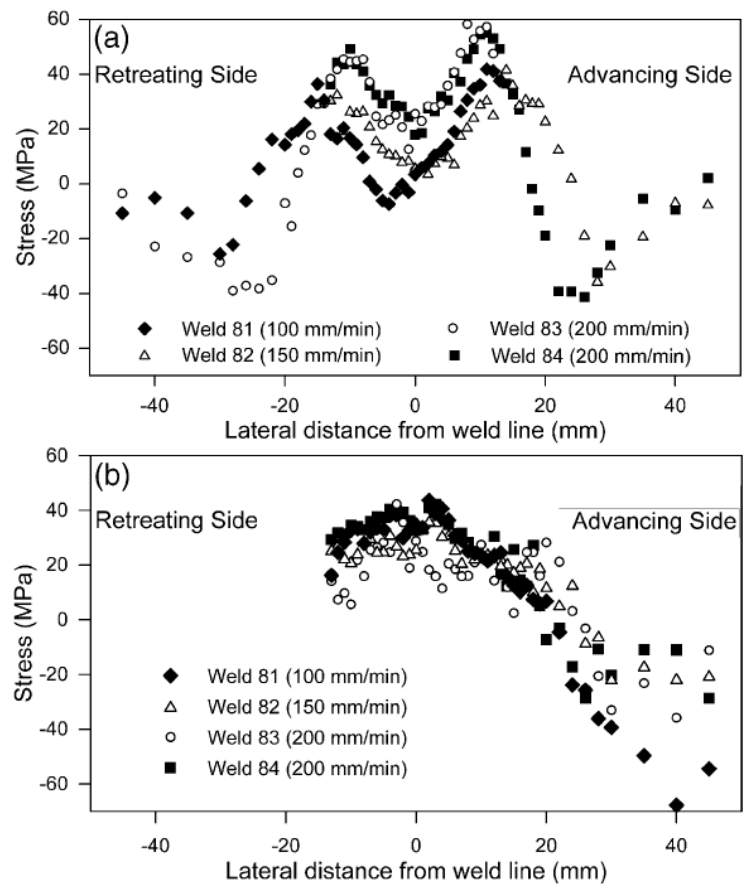 60
(a)
40
Retreating Side Advancing Side
20
0
Stress (MPa)
-20
-40
Weld 81 (100 mm/min) Weld 83 (200 mm/min)
-60
Weld 82 (150 mm/min) Weld 84 (200 mm/min)
-40 -20 0 20 40
Lateral distance from weld line (mm)
60
(b)
40
Retreating Side Advancing Side
20
0
Stress (MPa)
-20
Weld 81 (100 mm/min)
Weld 82 (150 mm/min)
-40
Weld 83 (200 mm/min)
-60
Weld 84 (200 mm/min)
-40 -20 0 20 40
Lateral distance from weld line (mm)